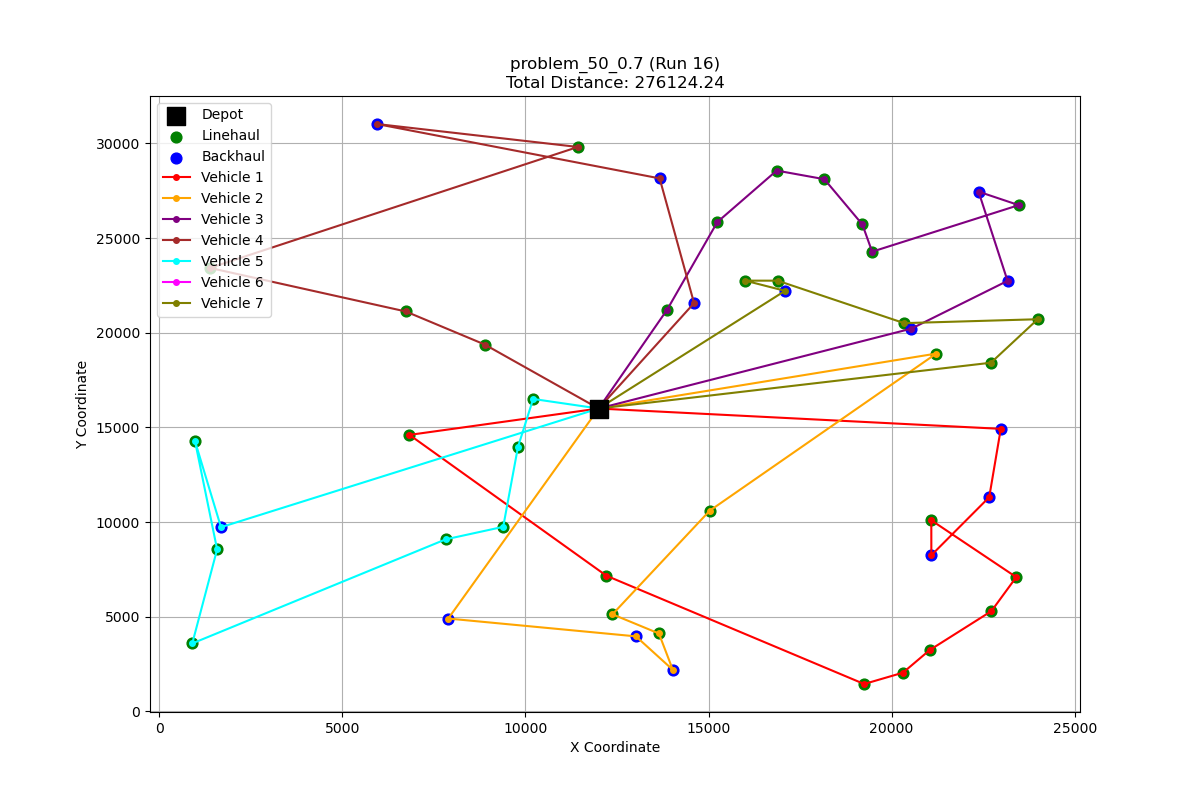 problem_50_0.7 (Run 16)
Total Distance: 276124.24
Depot
Linehaul
Backhaul
Vehicle 1
Vehicle 2
Vehicle 3
Vehicle 4
Vehicle 5
Vehicle 6
Vehicle 7
30000
25000
20000
15000
10000
5000
0
Y Coordinate
0 5000 10000 15000 20000 25000
X Coordinate